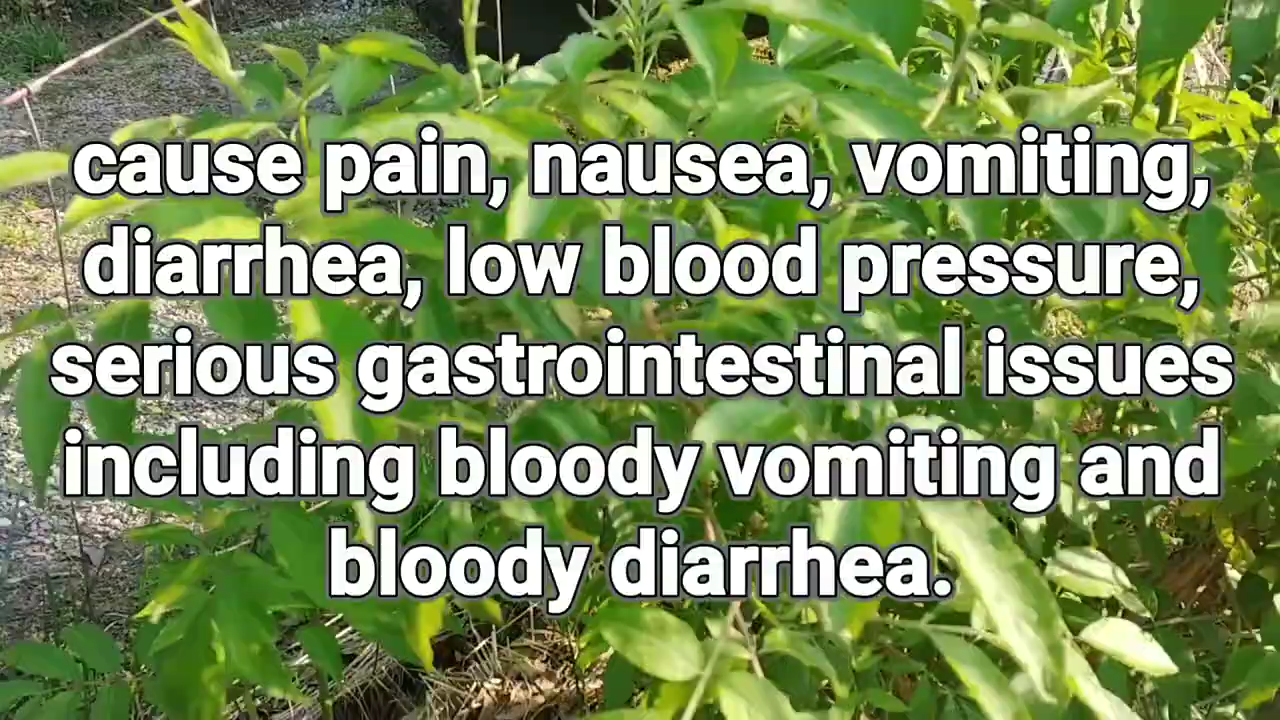 cause pain, nausea, vomiting,
diarrhea, low blood pressure,
serious gastrointestinal issues
including bloody vomiting and
bloody diarrhea.